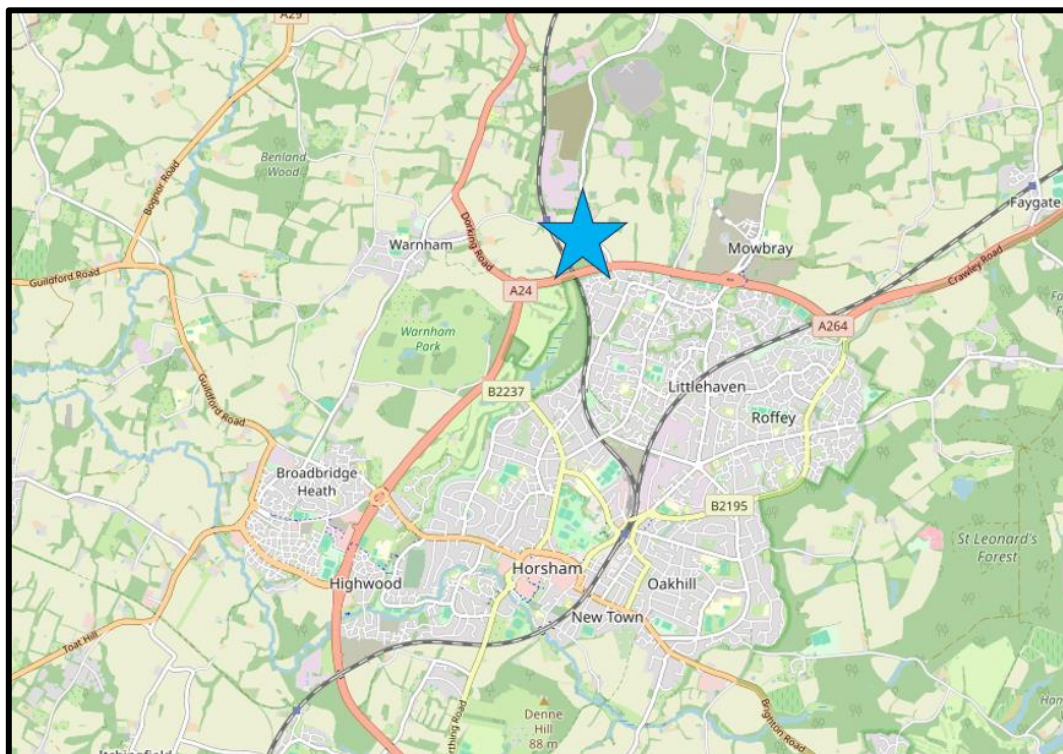 A29
Benland
Wood
Bognor Road
Faygate
Dorking Road
Warnham
Mowbray
Crawley Road
Guildford Road
A24
A264
Warnham
Park
B2237
Littlehaven
Guildford Road
Roffey
Broadbridge
Heath
B2195
St Leonard's
Forest
Horsham
Highwood
Oakhill
New Town
Toat Hill
Denne
Hill
88 m
Brighton Road